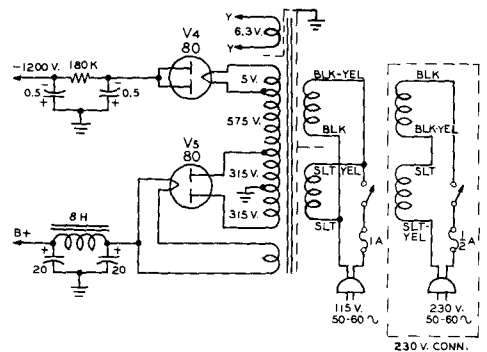 Y
6.3V.
Y
V4
80
-1200 V.
180K
-
-
0.5
0.5
+
+
5 V.
575 V.
V5
80
315 V.
315 V.
8 H
B+
+
+
20
20
BLK-YEL
BLK
SLT YEL
SLT
1A
115 V.
50-60~
BLK
BLK-YEL
SLT
SLT-
YEL
1/2 A
230 V.
50-60~
230 V. CONN.